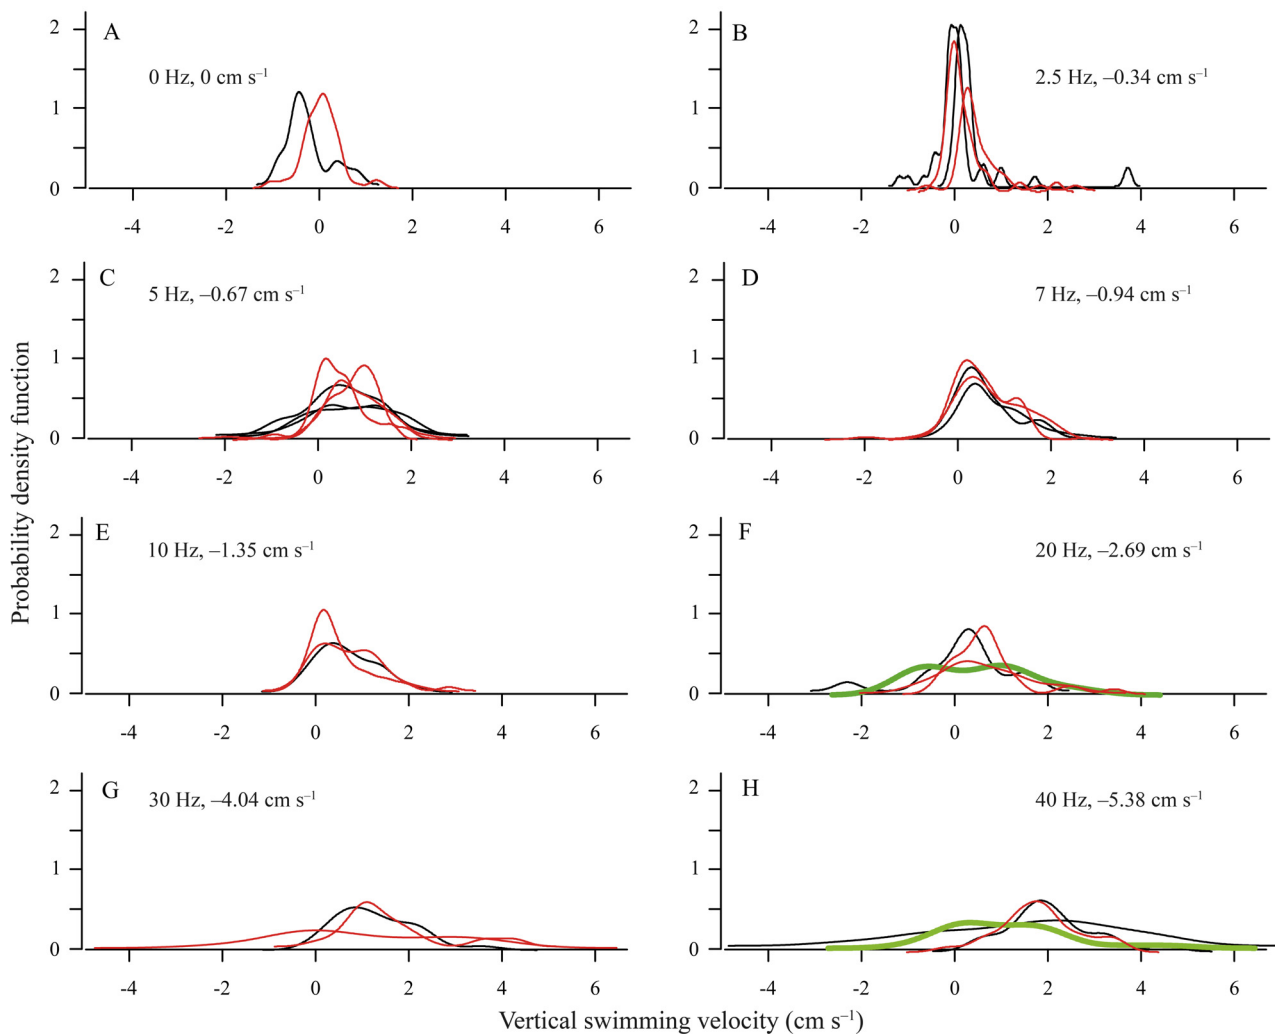 A
B
0 Hz, 0 cm s⁻¹
2.5 Hz, –0.34 cm s⁻¹
2
1
0
2
1
0
-4 -2 0 2 4 6
-4 -2 0 2 4 6
C
D
5 Hz, –0.67 cm s⁻¹
7 Hz, –0.94 cm s⁻¹
2
1
0
2
1
0
-4 -2 0 2 4 6
-4 -2 0 2 4 6
Probability density function
E
F
10 Hz, –1.35 cm s⁻¹
20 Hz, –2.69 cm s⁻¹
2
1
0
2
1
0
-4 -2 0 2 4 6
-4 -2 0 2 4 6
G
H
30 Hz, –4.04 cm s⁻¹
40 Hz, –5.38 cm s⁻¹
2
1
0
2
1
0
-4 -2 0 2 4 6
-4 -2 0 2 4 6
Vertical swimming velocity (cm s⁻¹)